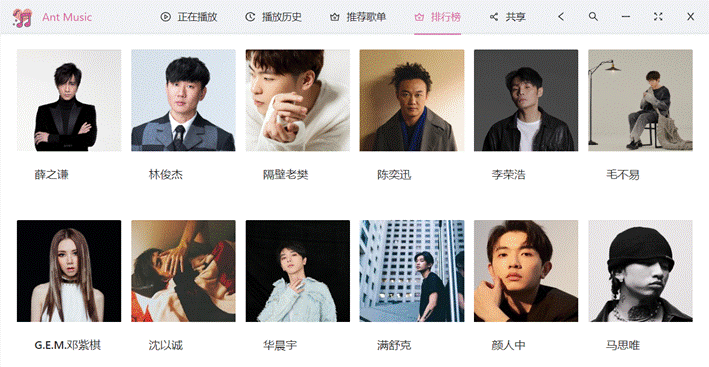 Ant Music 正在播放 播放历史 推荐歌单 排行榜 共享
薛之谦 林俊杰 隔壁老樊 陈奕迅 李荣浩 毛不易
G.E.M.邓紫棋 沈以诚 华晨宇 满舒克 颜人中 马思唯